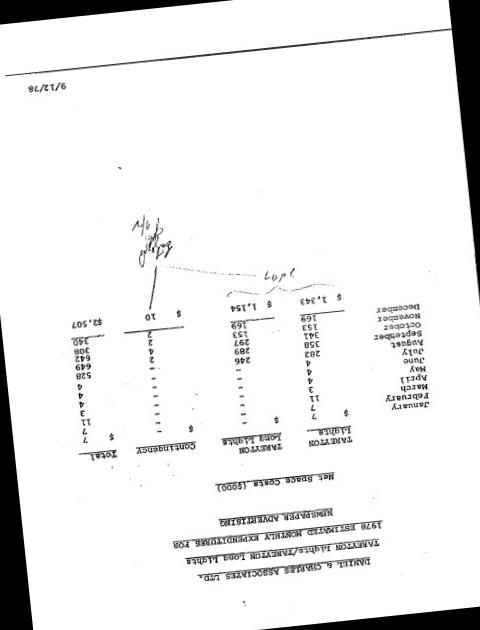 DANIEL & CHARLES ASSOCIATES LTD.
TAREYTON Lights/TAREYTON Long Lights
1978 ESTIMATED MONTHLY EXPENDITURES FOR
NEWSPAPER ADVERTISING
Net Space Costs ($000)
TAREYTON TAREYTON
Lights Long Lights Contingency Total
January $ 7 $ - $ - $ 7
February 7 - - 7
March 11 - - 11
April 3 - - 3
May 4 - - 4
June 4 - - 4
July 4 - - 4
August 282 246 - 528
September 358 289 2 649
October 341 297 4 642
November 153 153 2 308
December 169 169 2 340
$ 1,343 $ 1,154 $ 10 $2,507
9/12/78